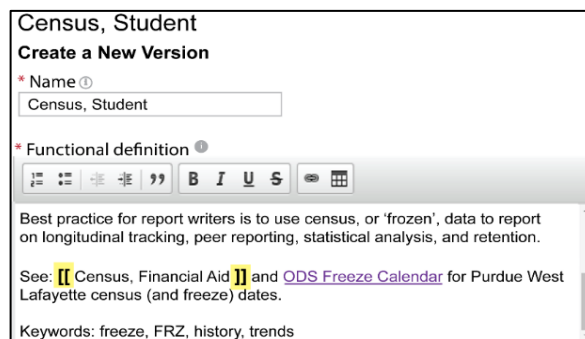 Census, Student
Create a New Version
* Name
Census, Student
* Functional definition
B I U S
Best practice for report writers is to use census, or ‘frozen’, data to report
on longitudinal tracking, peer reporting, statistical analysis, and retention.
See: [[ Census, Financial Aid ]] and ODS Freeze Calendar for Purdue West
Lafayette census (and freeze) dates.
Keywords: freeze, FRZ, history, trends